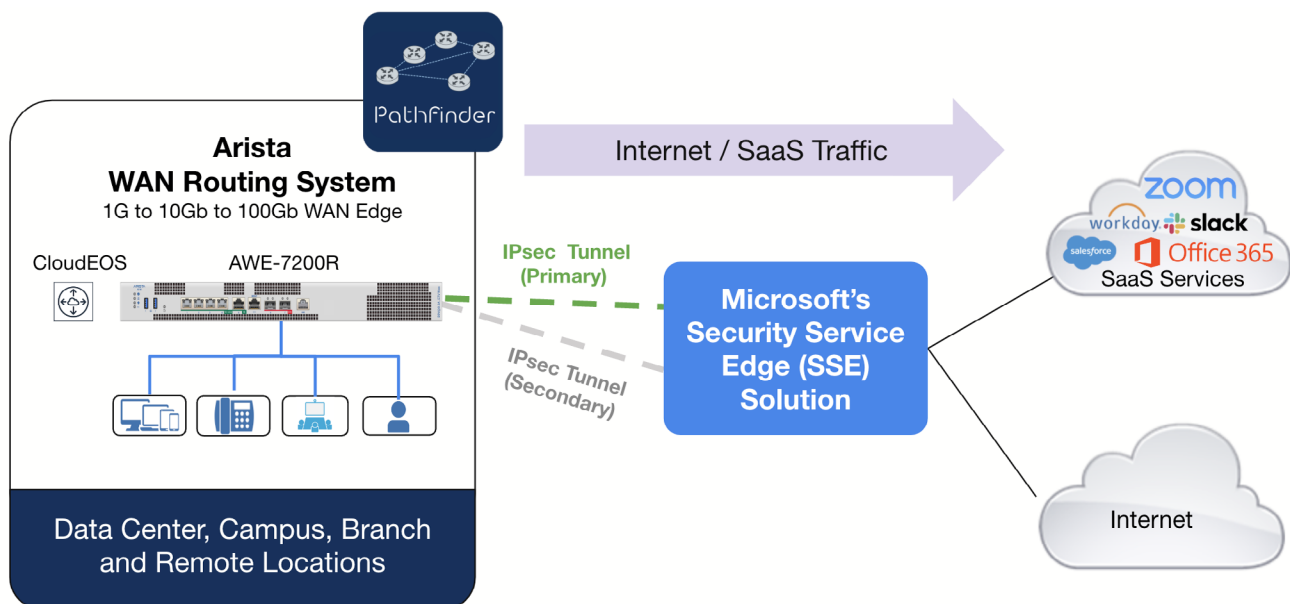 Pathfinder
Arista
WAN Routing System
1G to 10Gb to 100Gb WAN Edge
CloudEOS
AWE-7200R
Data Center, Campus, Branch
and Remote Locations
Internet / SaaS Traffic
IPsec Tunnel
(Primary)
IPsec Tunnel
(Secondary)
Microsoft's
Security Service
Edge (SSE)
Solution
zoom
workday.
slack
salesforce
Office 365
SaaS Services
Internet